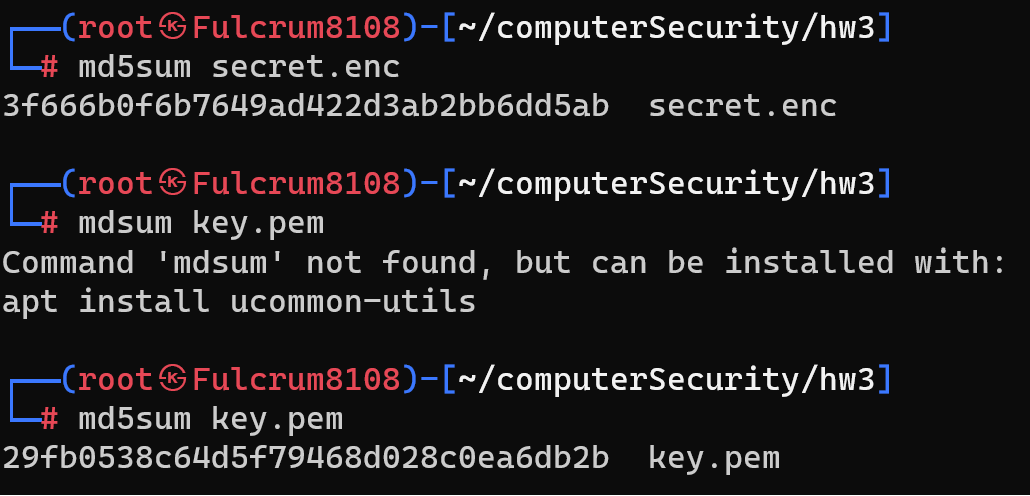 ┌──(root㉿Fulcrum8108)-[~/computerSecurity/hw3]
└─# md5sum secret.enc
3f666b0f6b7649ad422d3ab2bb6dd5ab  secret.enc
┌──(root㉿Fulcrum8108)-[~/computerSecurity/hw3]
└─# mdsum key.pem
Command 'mdsum' not found, but can be installed with:
apt install ucommon-utils
┌──(root㉿Fulcrum8108)-[~/computerSecurity/hw3]
└─# md5sum key.pem
29fb0538c64d5f79468d028c0ea6db2b  key.pem